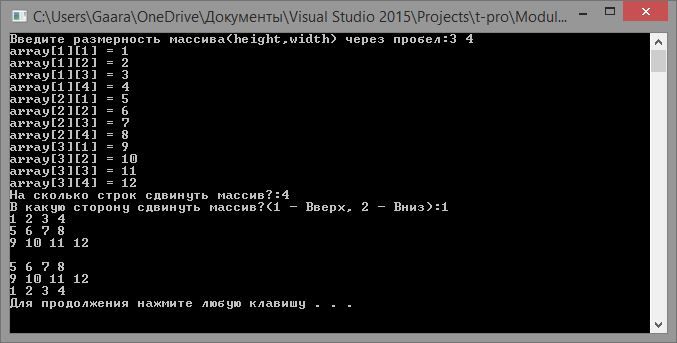 C:\Users\Gaara\OneDrive\Документы\Visual Studio 2015\Projects\t-pro\Modul...
Введите размерность массива(height,width) через пробел:3 4
array[1][1] = 1
array[1][2] = 2
array[1][3] = 3
array[1][4] = 4
array[2][1] = 5
array[2][2] = 6
array[2][3] = 7
array[2][4] = 8
array[3][1] = 9
array[3][2] = 10
array[3][3] = 11
array[3][4] = 12
На сколько строк сдвинуть массив?:4
В какую сторону сдвинуть массив?(1 - Вверх, 2 - Вниз):1
1 2 3 4
5 6 7 8
9 10 11 12
5 6 7 8
9 10 11 12
1 2 3 4
Для продолжения нажмите любую клавишу . . .